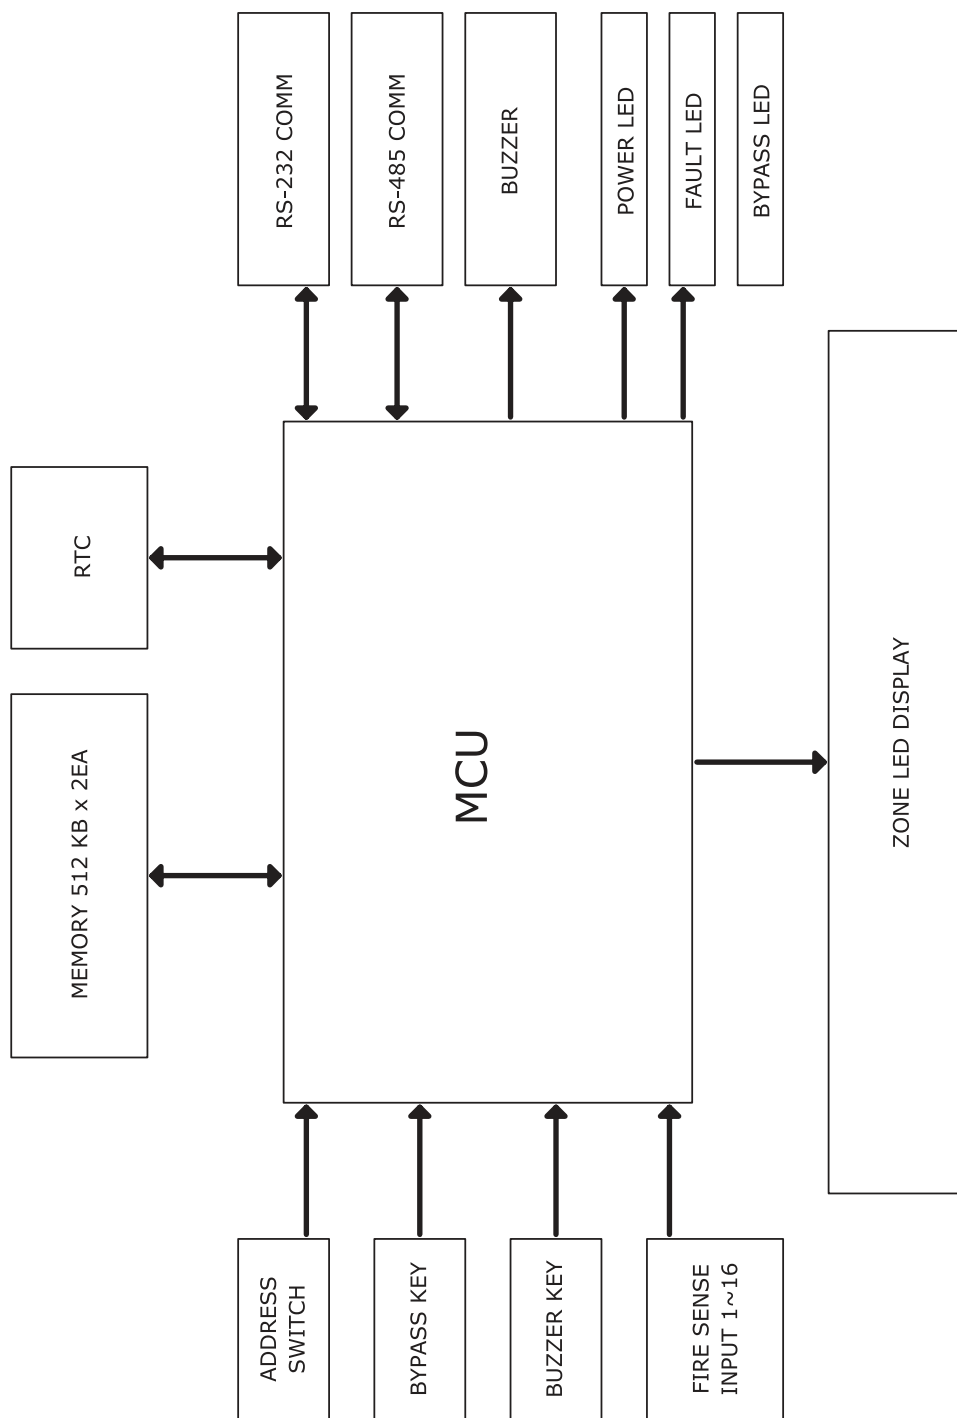 RS-232 COMM
RS-485 COMM
BUZZER
POWER LED
FAULT LED
BYPASS LED
RTC
MEMORY 512 KB x 2EA
MCU
ZONE LED DISPLAY
ADDRESS
SWITCH
BYPASS KEY
BUZZER KEY
FIRE SENSE
INPUT 1~16